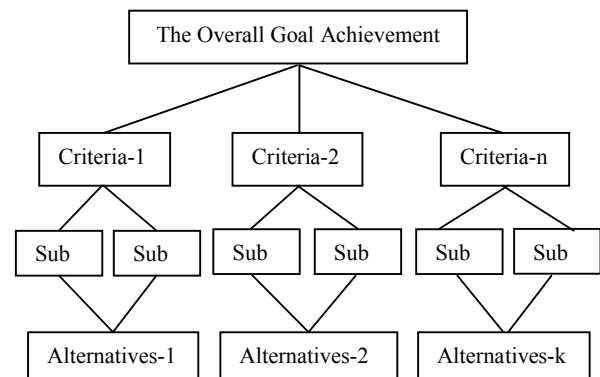 The Overall Goal Achievement
Criteria-1 Criteria-2 Criteria-n
Sub Sub Sub Sub Sub Sub
Alternatives-1 Alternatives-2 Alternatives-k